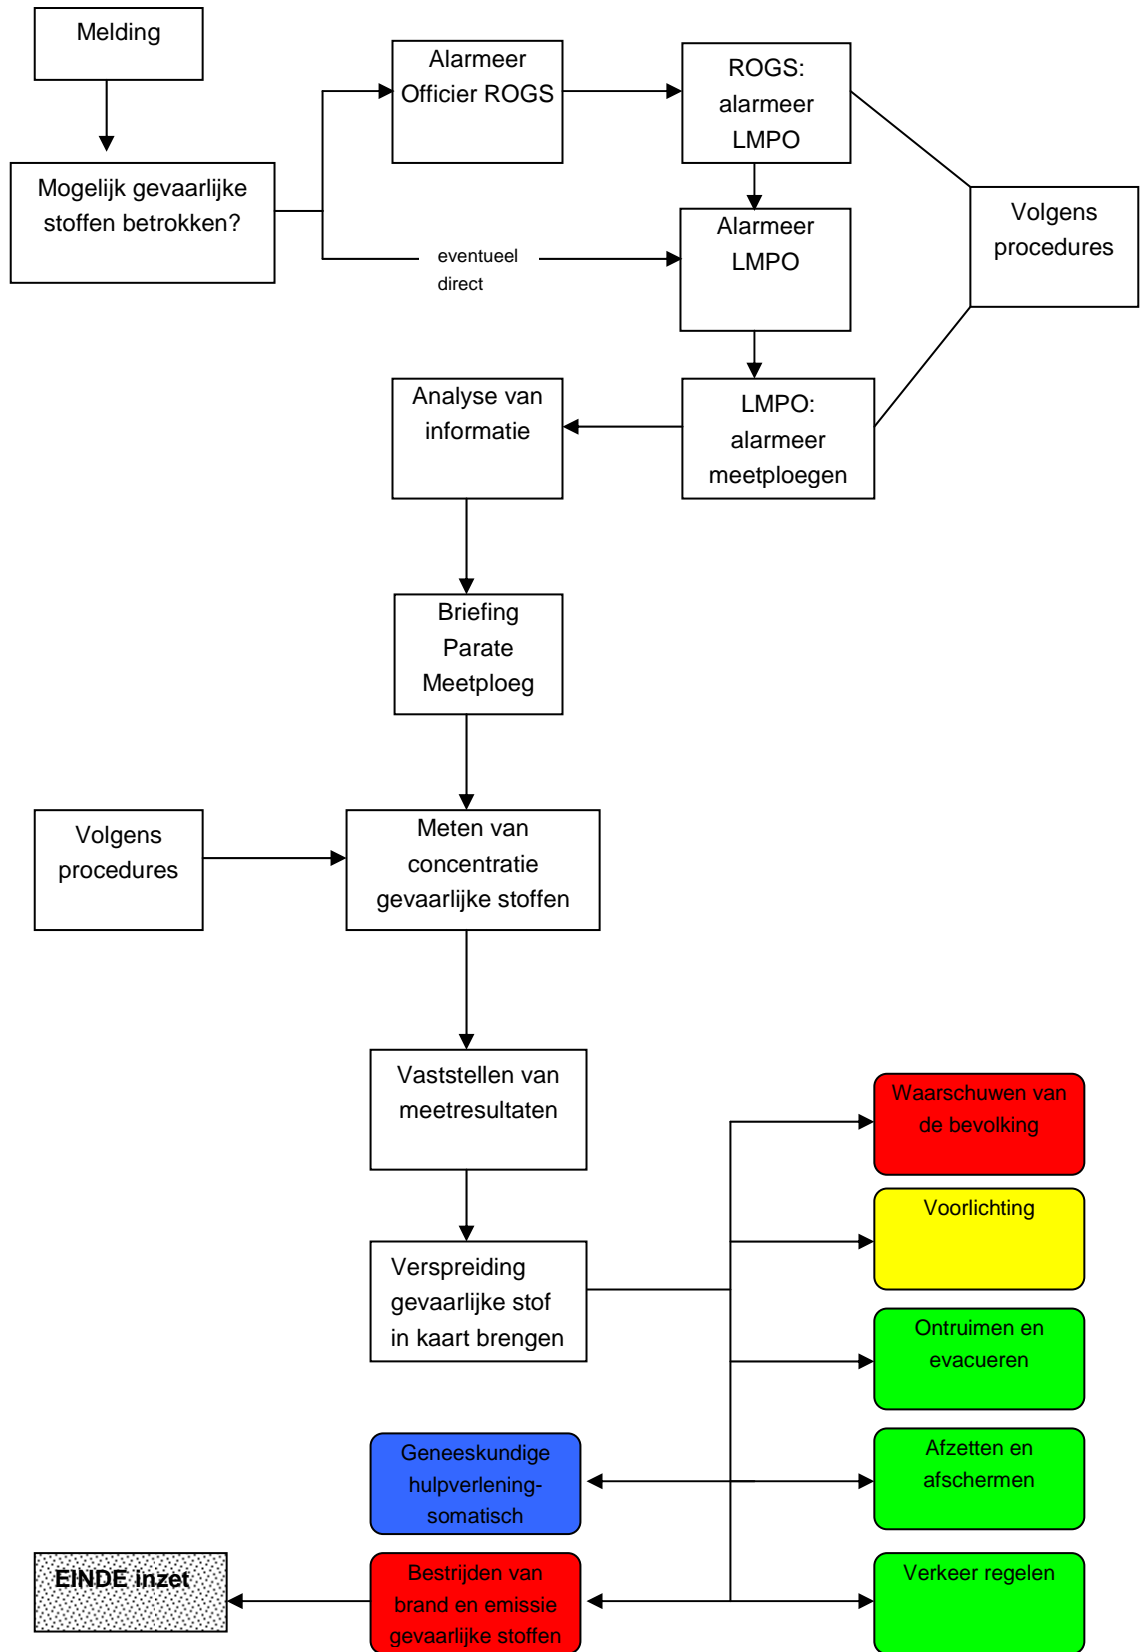 Melding
Alarmeer
Officier ROGS
ROGS:
alarmeer
LMPO
Mogelijk gevaarlijke
stoffen betrokken?
Volgens
procedures
Alarmeer
LMPO
eventueel
direct
Analyse van
informatie
LMPO:
alarmeer
meetploegen
Briefing
Parate
Meetploeg
Volgens
procedures
Meten van
concentratie
gevaarlijke stoffen
Vaststellen van
meetresultaten
Waarschuwen van
de bevolking
Voorlichting
Verspreiding
gevaarlijke stof
in kaart brengen
Ontruimen en
evacueren
Geneeskundige
hulpverlening-
somatisch
Afzetten en
afschermen
EINDE inzet
Bestrijden van
brand en emissie
gevaarlijke stoffen
Verkeer regelen